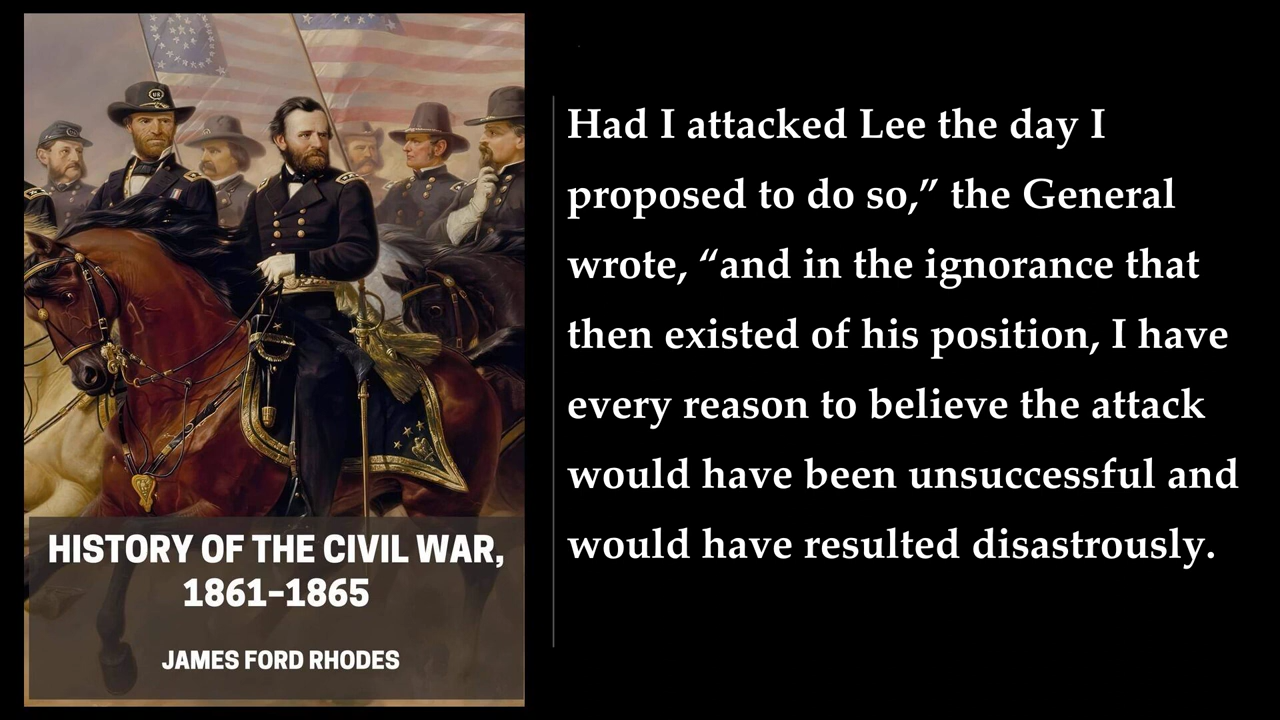 HISTORY OF THE CIVIL WAR,
1861–1865
JAMES FORD RHODES
Had I attacked Lee the day I
proposed to do so,” the General
wrote, “and in the ignorance that
then existed of his position, I have
every reason to believe the attack
would have been unsuccessful and
would have resulted disastrously.